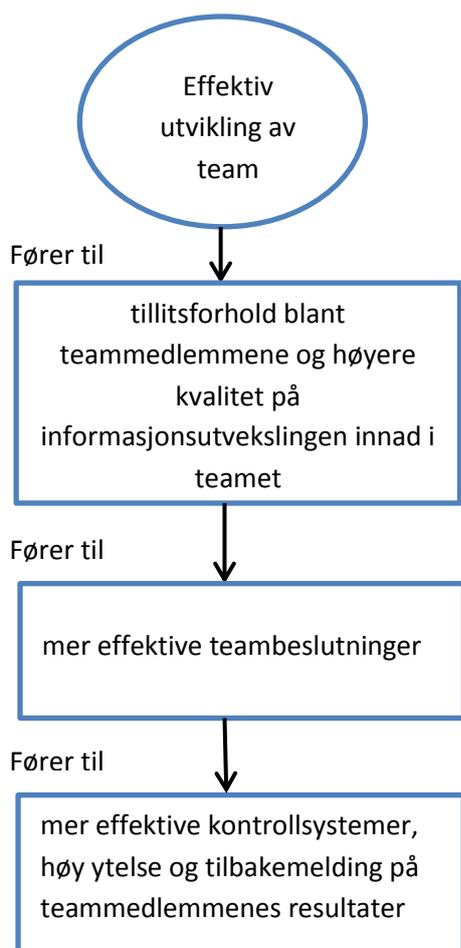 Effektiv
utvikling av
team
Fører til
tillitsforhold blant
teammedlemmene og høyere
kvalitet på
informasjonsutvekslingen innad i
teamet
Fører til
mer effektive teambeslutninger
Fører til
mer effektive kontrollsystemer,
høy ytelse og tilbakemelding på
teammedlemmenes resultater